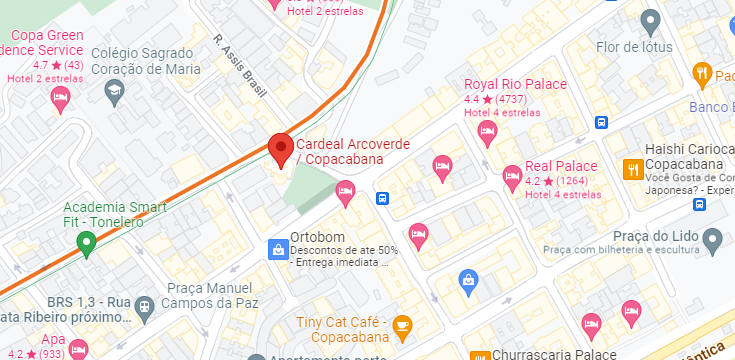 Hotel 2 estrelas
Copa Green
dence Service
4.7 ★ (43)
Hotel 2 estrelas
Colégio Sagrado
Coração de Maria
R. Assis Brasil
Flor de lótus
Royal Rio Palace
4.4 ★ (4737)
Hotel 4 estrelas
Banco
Cardeal Arcoverde
/ Copacabana
Haishi Carioca
Copacabana
Você Gosta de
Japonesa? - Exper
Real Palace
4.2 ★ (1264)
Hotel 4 estrelas
Academia Smart
Fit - Tonelero
Ortobom
Descontos de ate 50%
- Entrega imediata ...
Praça do Lido
Praça com bilheteria e escultura
Praça Manuel
Campos da Paz
BRS 1,3 - Rua
ata Ribeiro próximo...
Tiny Cat Café -
Copacabana
Apa
4.2 ★ (933)
Churrascaria Palace
ântica